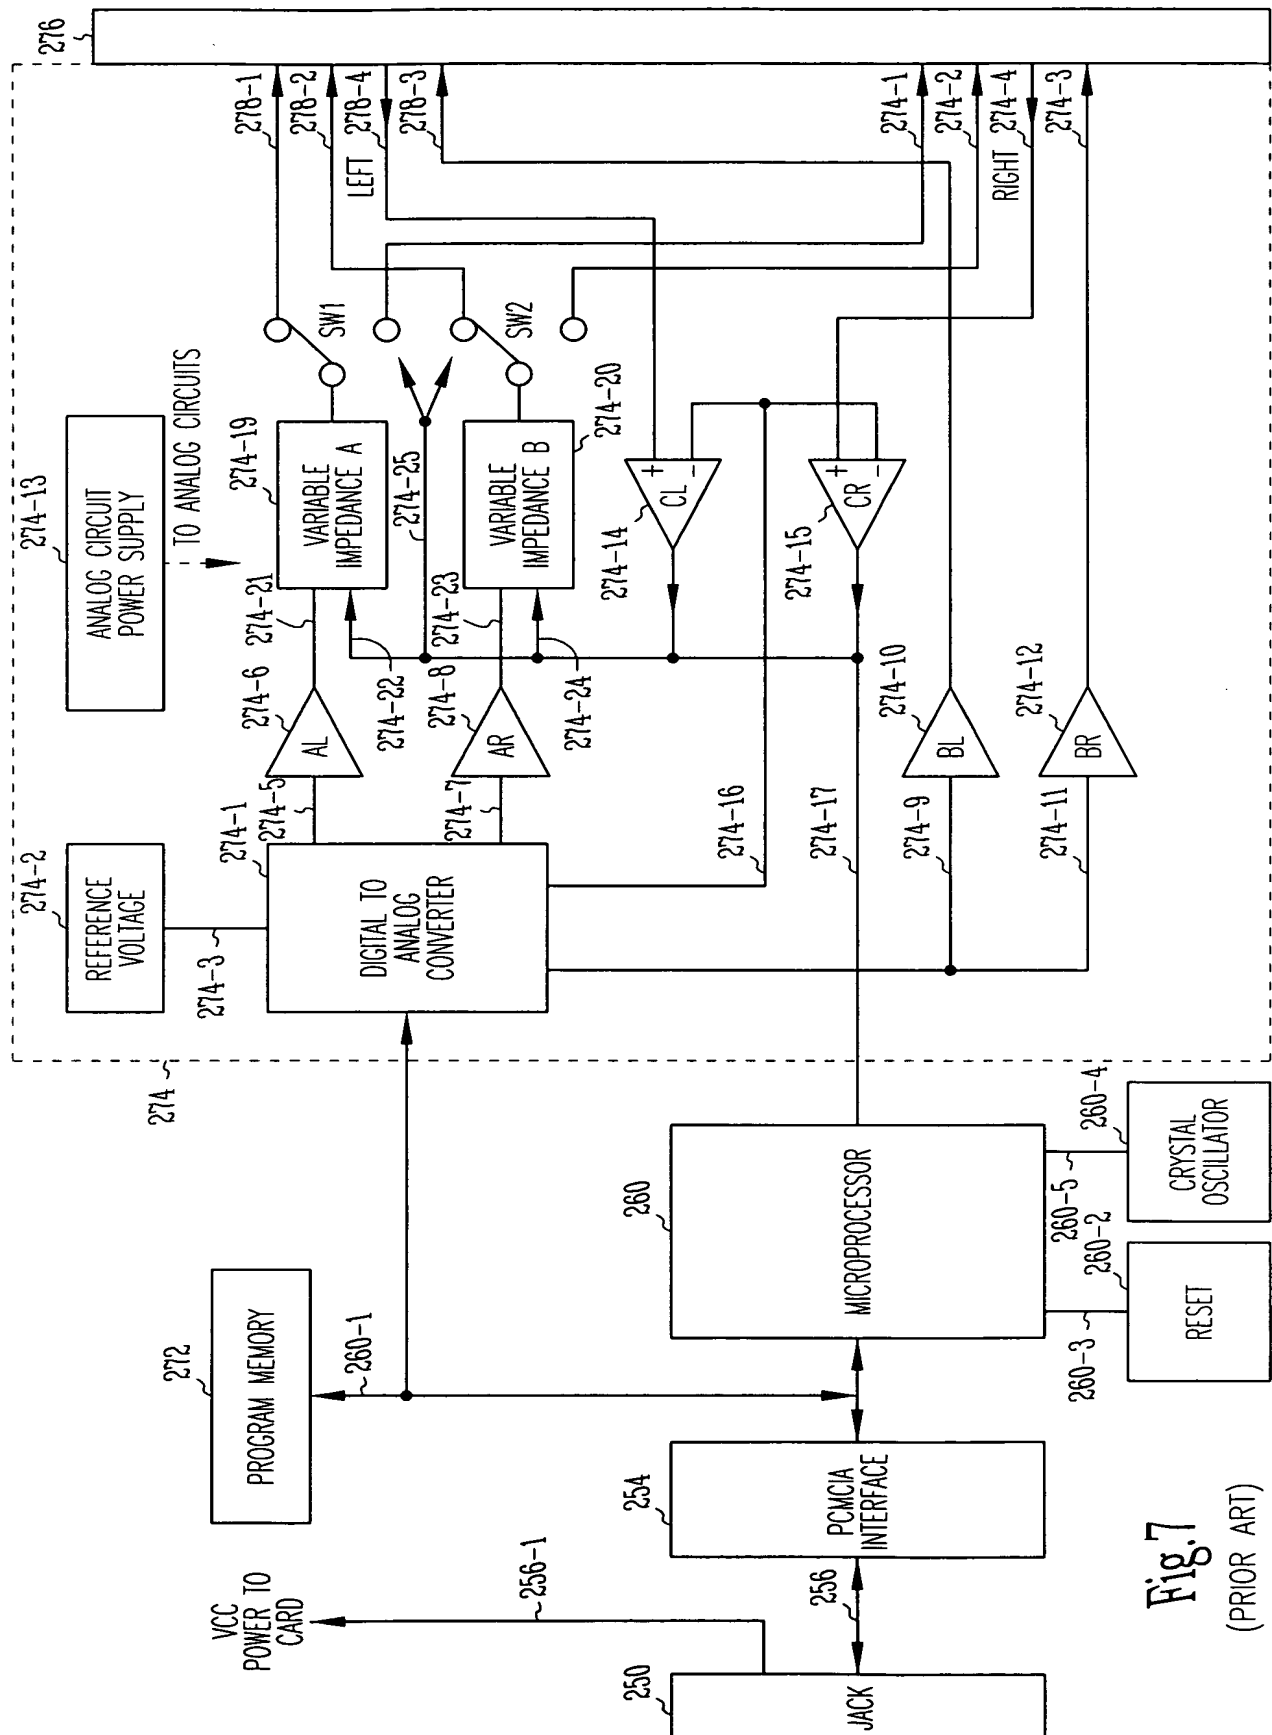 276
278-1
278-2
278-4
278-3
274-1
274-2
274-4
274-3
LEFT
RIGHT
SW1
SW2
274-13
ANALOG CIRCUIT
POWER SUPPLY
TO ANALOG CIRCUITS
274-19
VARIABLE
IMPEDANCE A
274-25
274-20
VARIABLE
IMPEDANCE B
274-21
274-22
274-23
274-24
274-14
CL
+
-
274-15
CR
+
-
274-6
AL
274-8
AR
274-10
BL
274-12
BR
274-2
REFERENCE
VOLTAGE
274-3
274-1
274-5
274-7
DIGITAL TO
ANALOG
CONVERTER
274-16
274-17
274-9
274-11
274
272
PROGRAM MEMORY
260-1
260
MICROPROCESSOR
260-5
260-4
CRYSTAL
OSCILLATOR
260-3
260-2
RESET
254
PCMCIA
INTERFACE
VCC
POWER TO
CARD
256-1
256
250
JACK
Fig.7
(PRIOR ART)